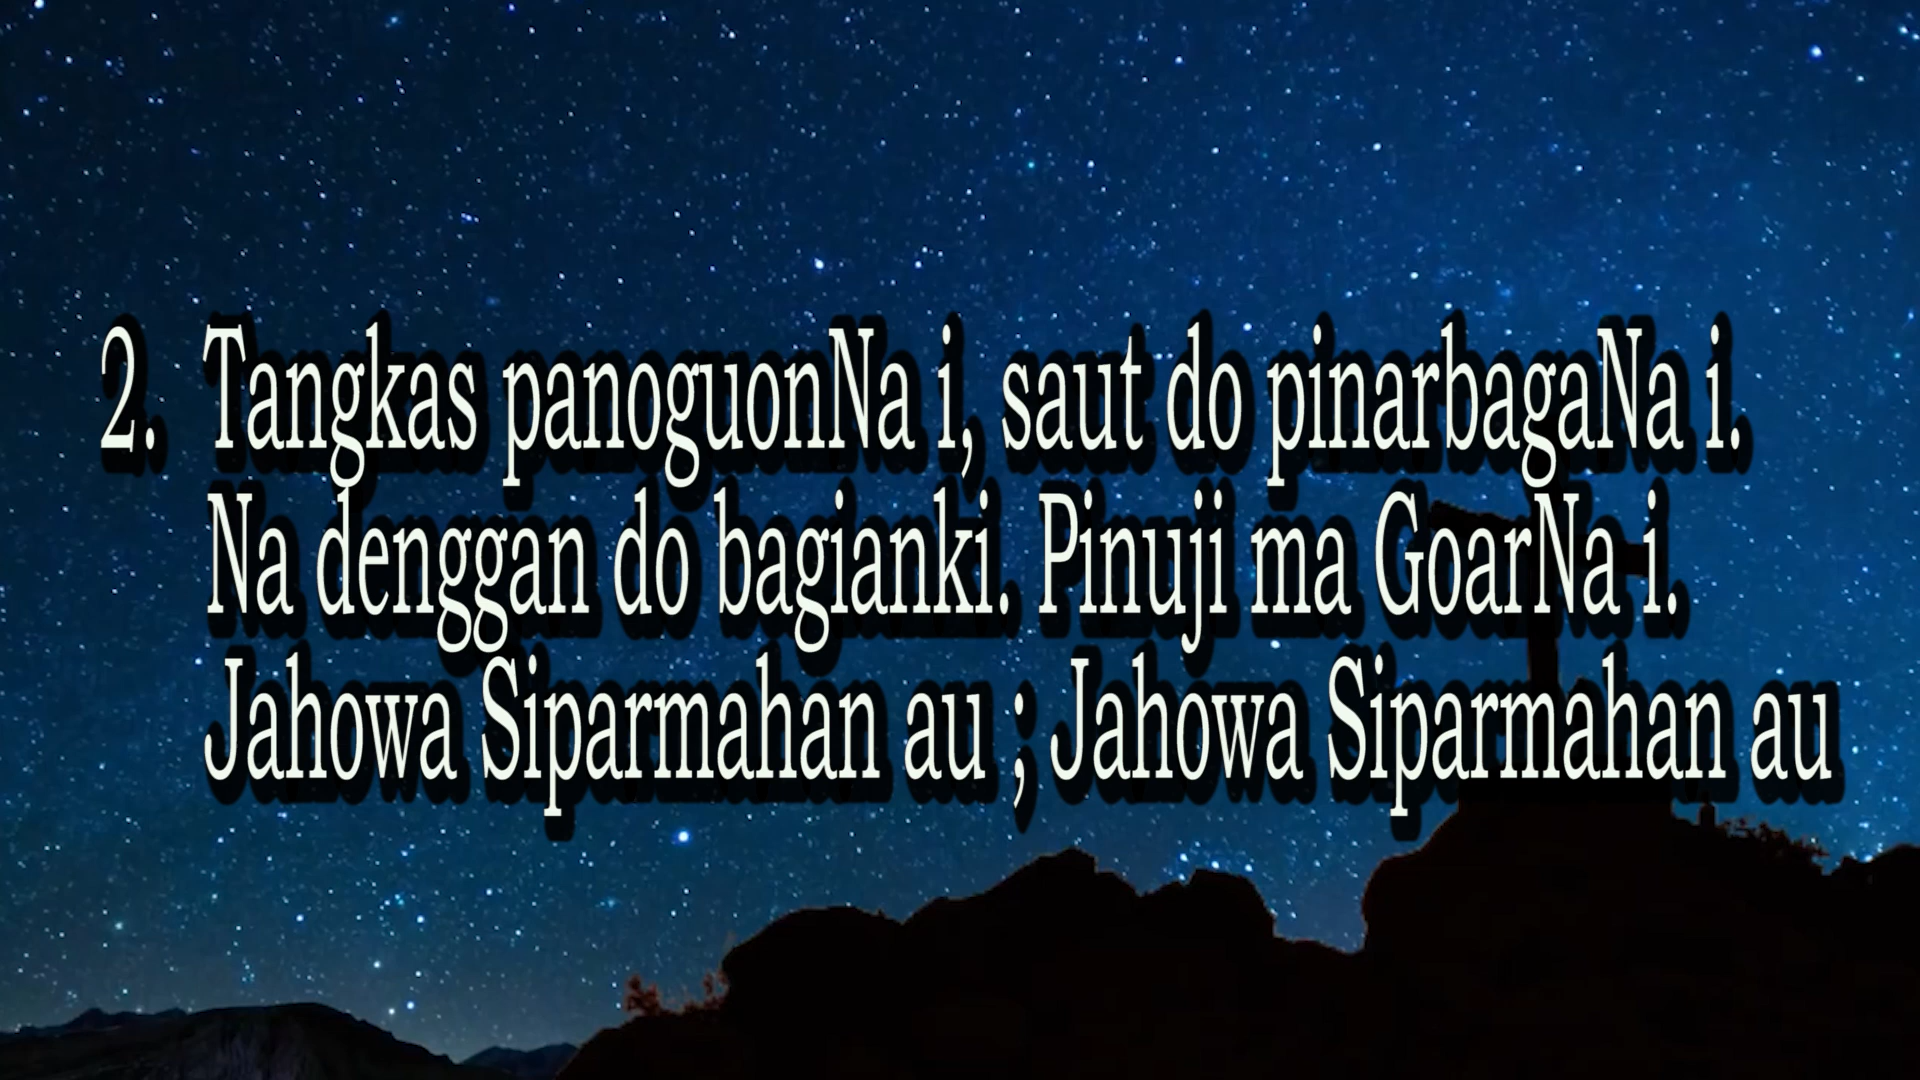 2. Tangkas panoguonNa i, saut do pinarbagaNa i.
Na denggan do bagianki. Pinuji ma GoarNa i.
Jahowa Siparmahan au ; Jahowa Siparmahan au